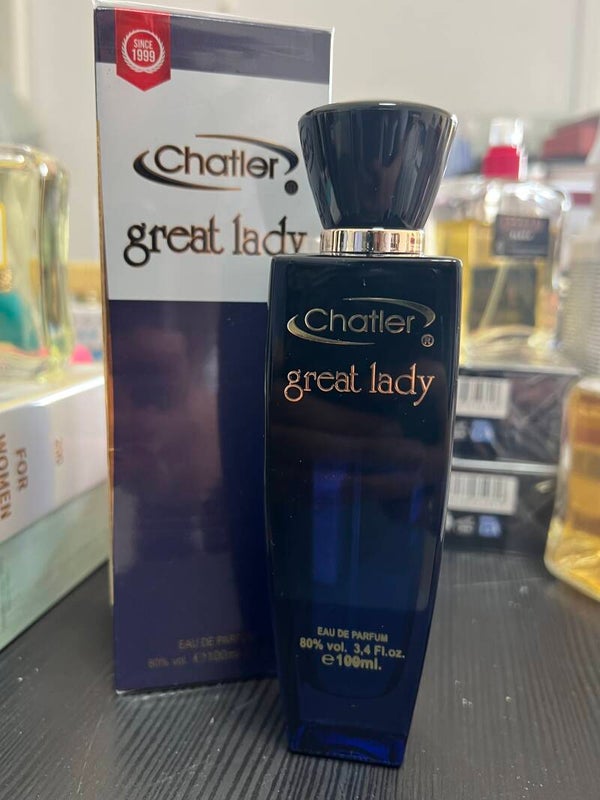 SINCE
1999
Chatler
great lady
EAU DE PARFUM
80% vol.
Chatler®
great lady
EAU DE PARFUM
80% vol. 3,4 Fl.oz.
℮100ml.
FOR
WOMEN